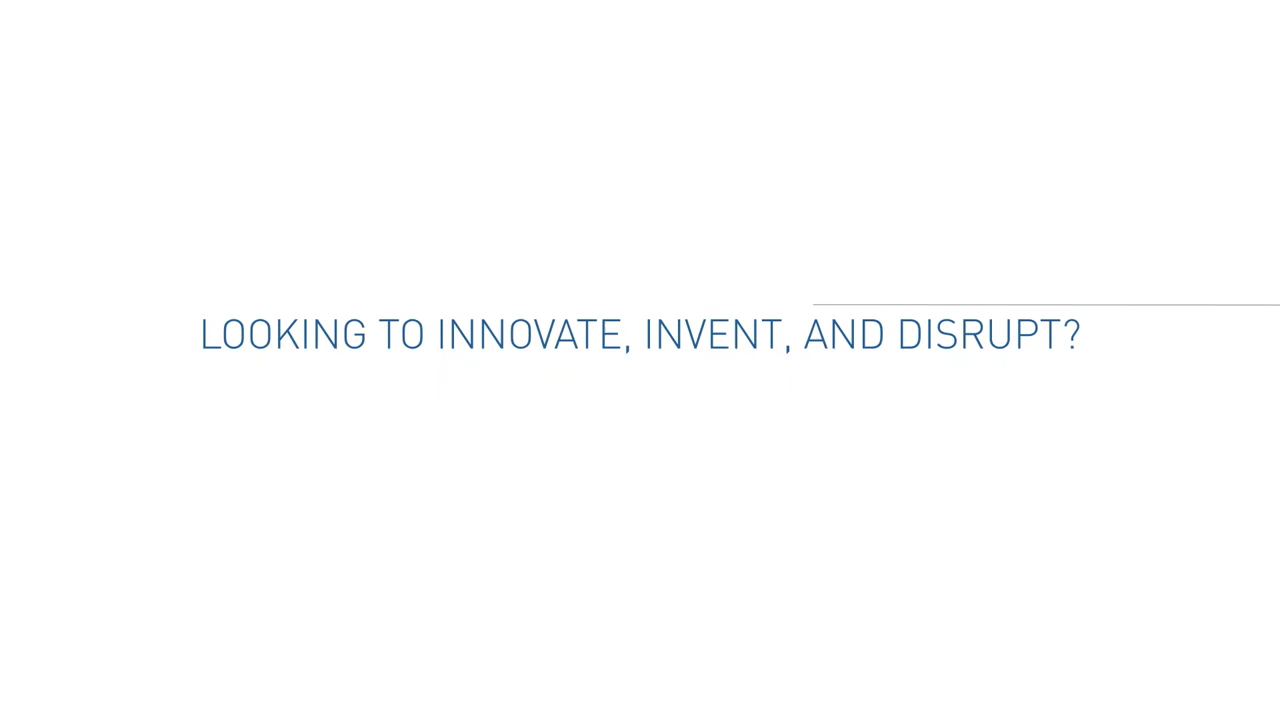 LOOKING TO INNOVATE, INVENT, AND DISRUPT?